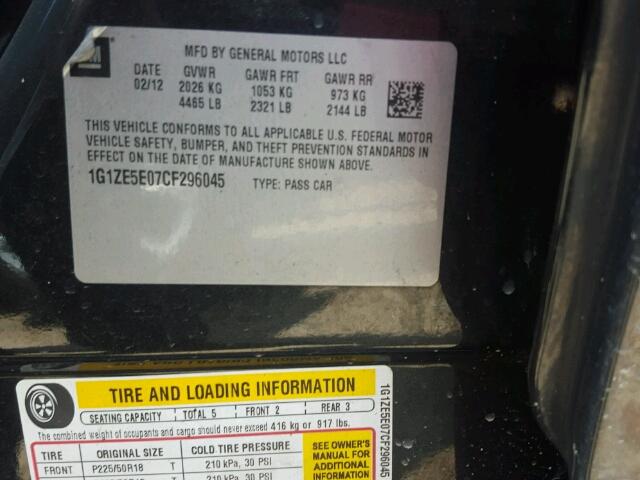 MFD BY GENERAL MOTORS LLC
DATE GVWR GAWR FRT GAWR RR
02/12 2026 KG 1053 KG 973 KG
4465 LB 2321 LB 2144 LB
THIS VEHICLE CONFORMS TO ALL APPLICABLE U.S. FEDERAL MOTOR
VEHICLE SAFETY, BUMPER, AND THEFT PREVENTION STANDARDS IN
EFFECT ON THE DATE OF MANUFACTURE SHOWN ABOVE.
1G1ZE5E07CF296045 TYPE: PASS CAR
TIRE AND LOADING INFORMATION
SEATING CAPACITY TOTAL 5 FRONT 2 REAR 3
The combined weight of occupants and cargo should never exceed 416 kg or 917 lbs.
TIRE ORIGINAL SIZE COLD TIRE PRESSURE
FRONT P225/50R18 T 210 kPa, 30 PSI
T 210 kPa, 30 PSI
SEE OWNER'S
MANUAL FOR
ADDITIONAL
INFORMATION
1G1ZE5E07CF296045